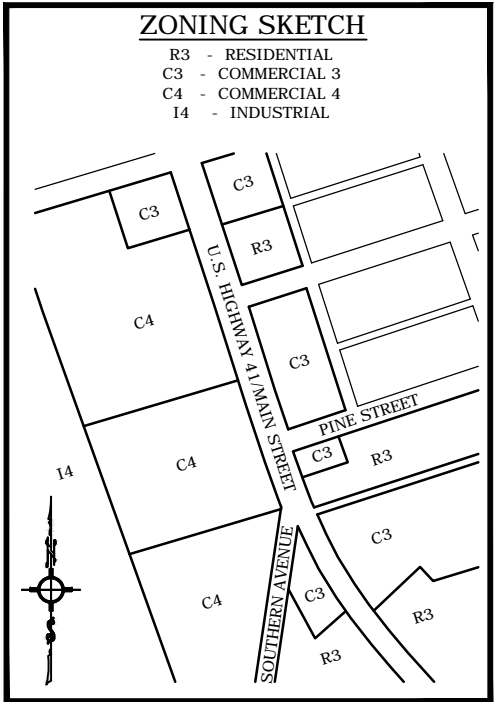 ZONING SKETCH
R3 - RESIDENTIAL
C3 - COMMERCIAL 3
C4 - COMMERCIAL 4
I4 - INDUSTRIAL
C3
C3
R3
U.S. HIGHWAY 41/MAIN STREET
C4
C3
PINE STREET
C3
R3
C4
I4
N
S
C3
SOUTHERN AVENUE
C4
C3
R3
R3